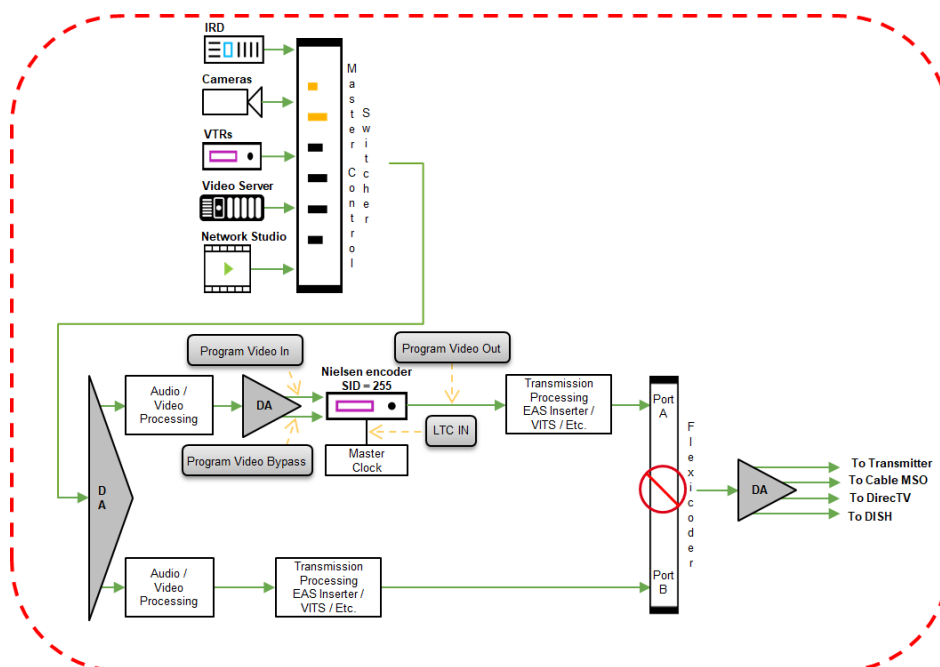 IRD
Cameras
VTRs
Video Server
Network Studio
Master Control
Switcher
Program Video In
Program Video Out
Nielsen encoder
SID = 255
Audio /
Video
Processing
DA
Transmission
Processing
EAS Inserter /
VITS / Etc.
Port
A
LTC IN
Program Video Bypass
Master
Clock
Flexicoder
DA
To Transmitter
To Cable MSO
To DirecTV
To DISH
D
A
Audio /
Video
Processing
Transmission
Processing
EAS Inserter /
VITS / Etc.
Port
B